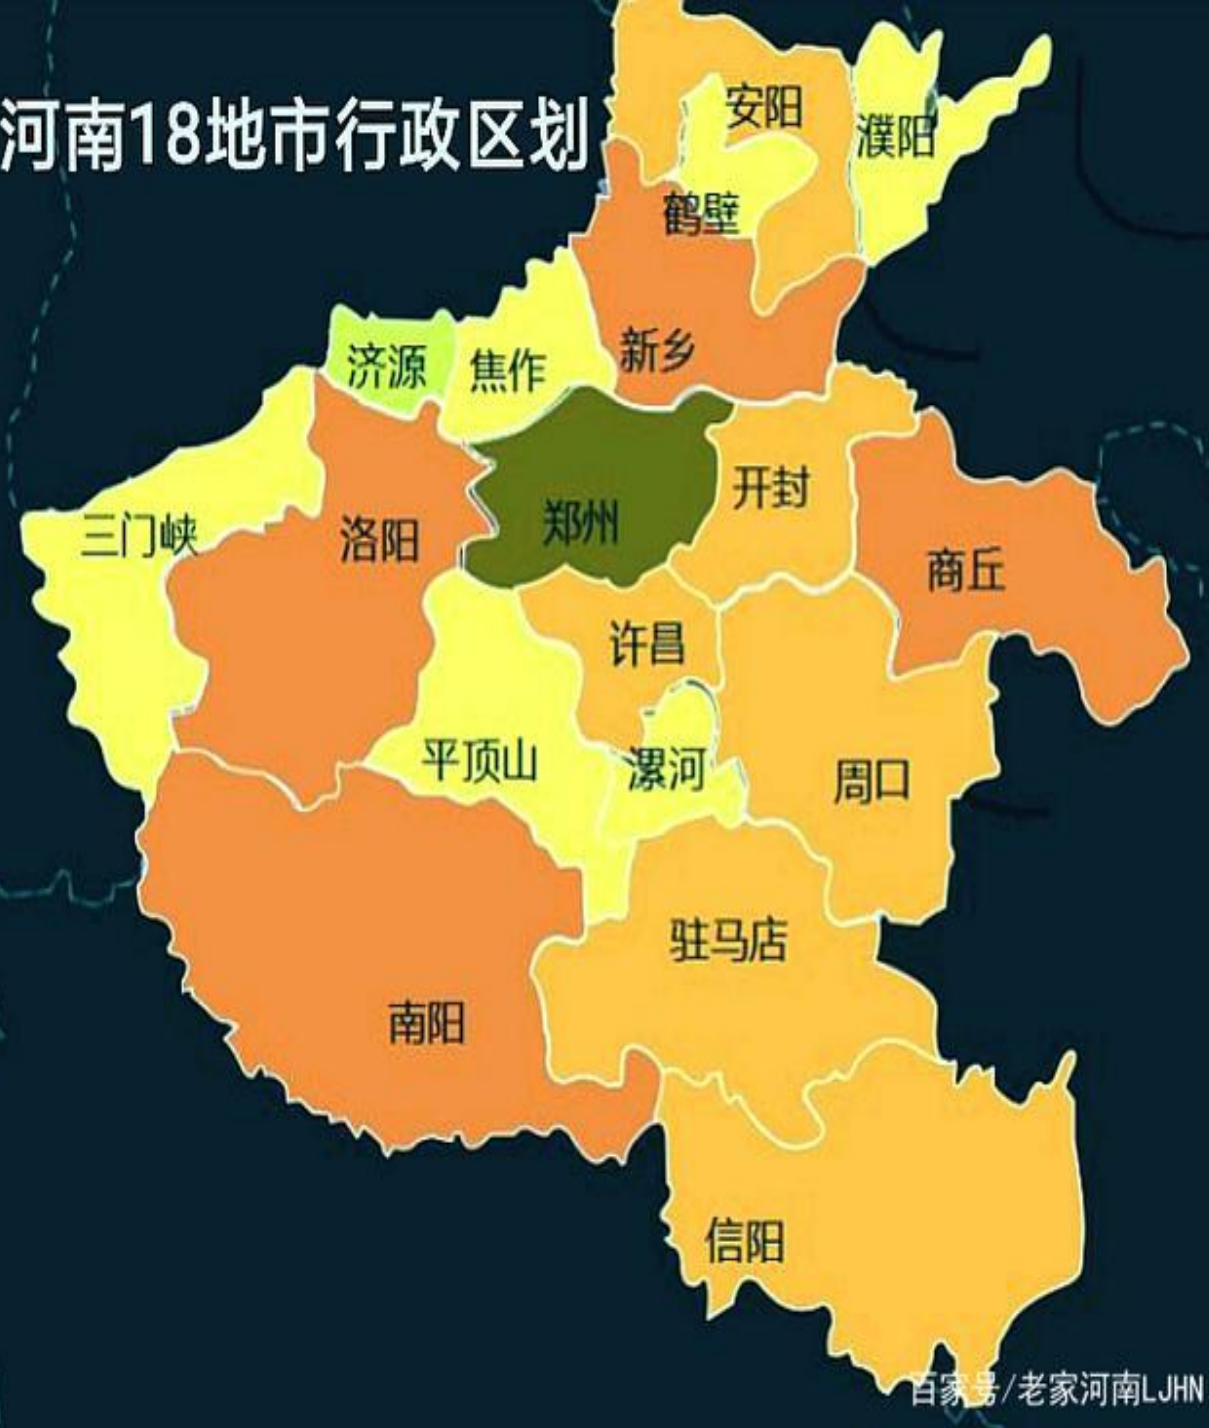 安阳
濮阳
河南18地市行政区划
鹤壁
新乡
济源
焦作
开封
郑州
三门峡
洛阳
商丘
许昌
平顶山
漯河
周口
驻马店
南阳
信阳
百家号/老家河南LJHN